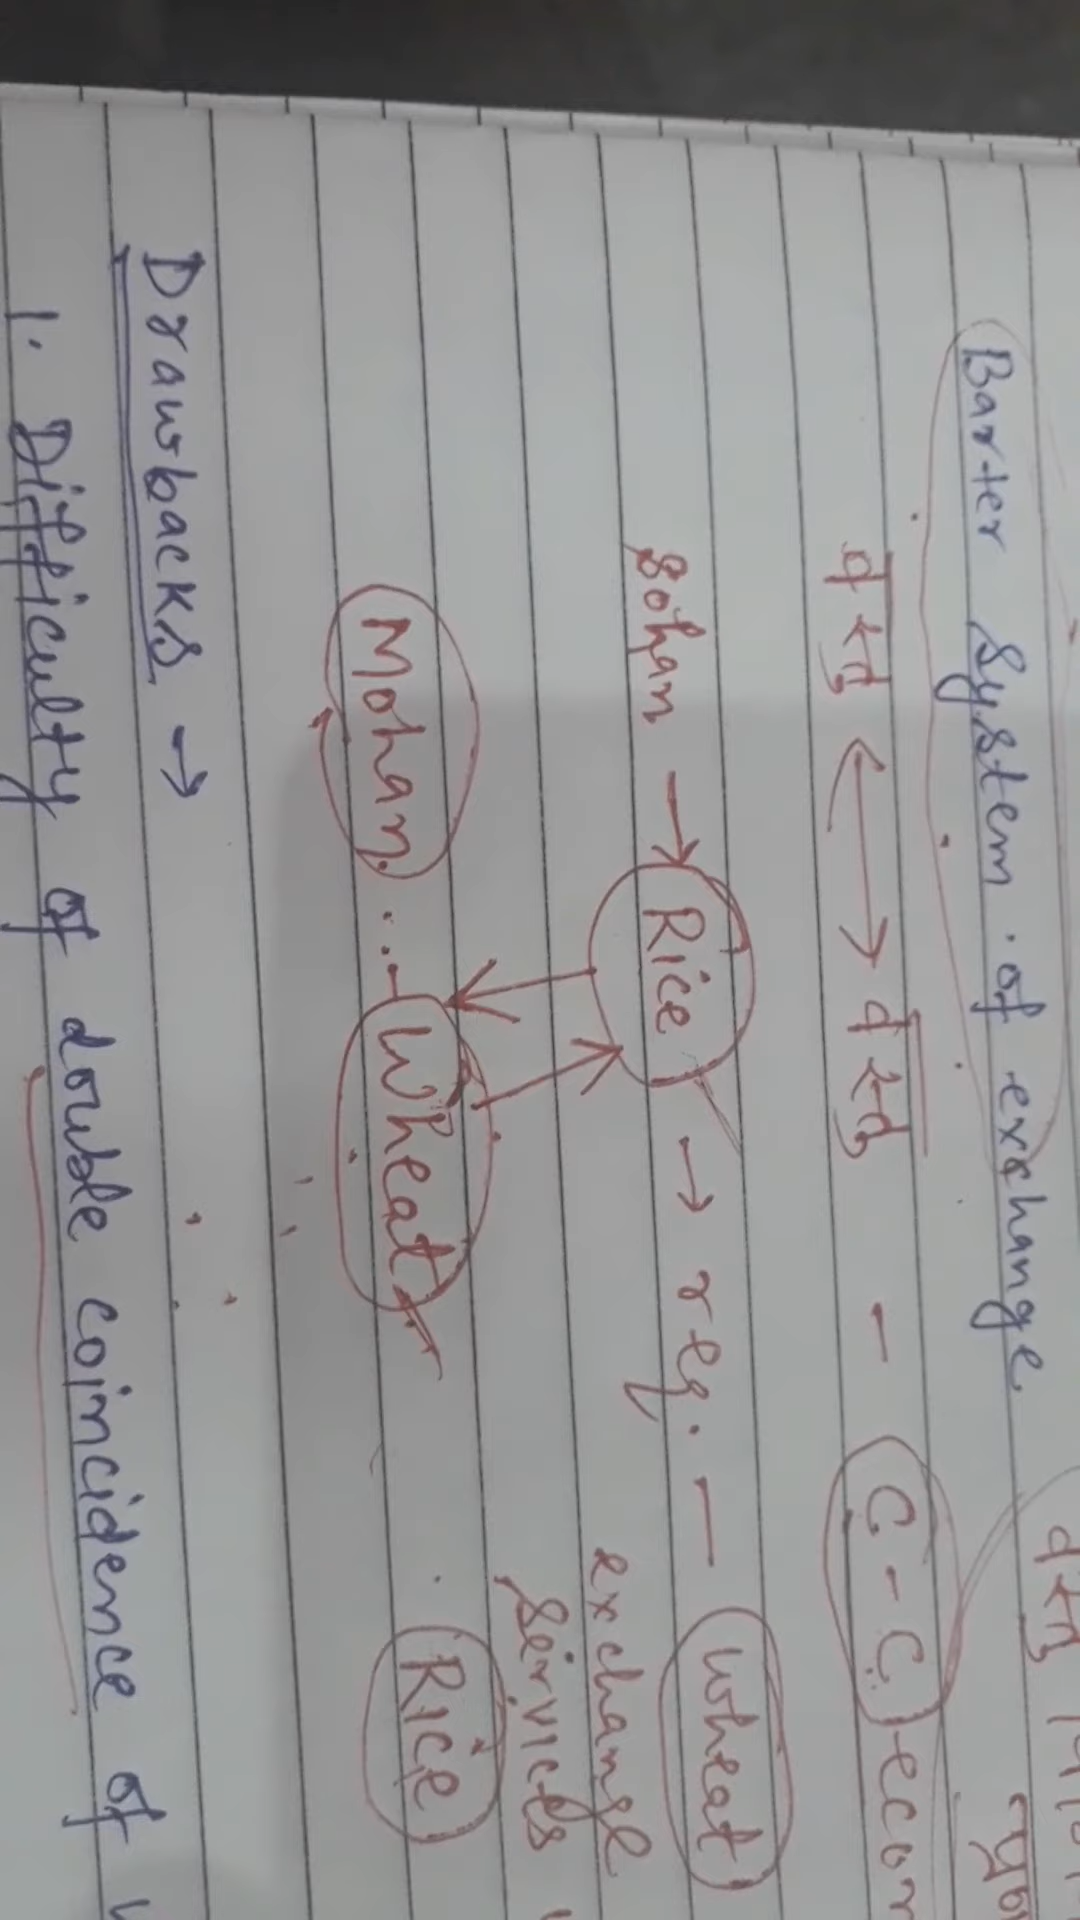 Barter System of exchange
वस्तु ↔ वस्तु - C-C
Sohan → Rice → req. - Wheat
exchange
Services
Mohan - Wheat Rice
Drawbacks →
1. Difficulty of double coincidence of